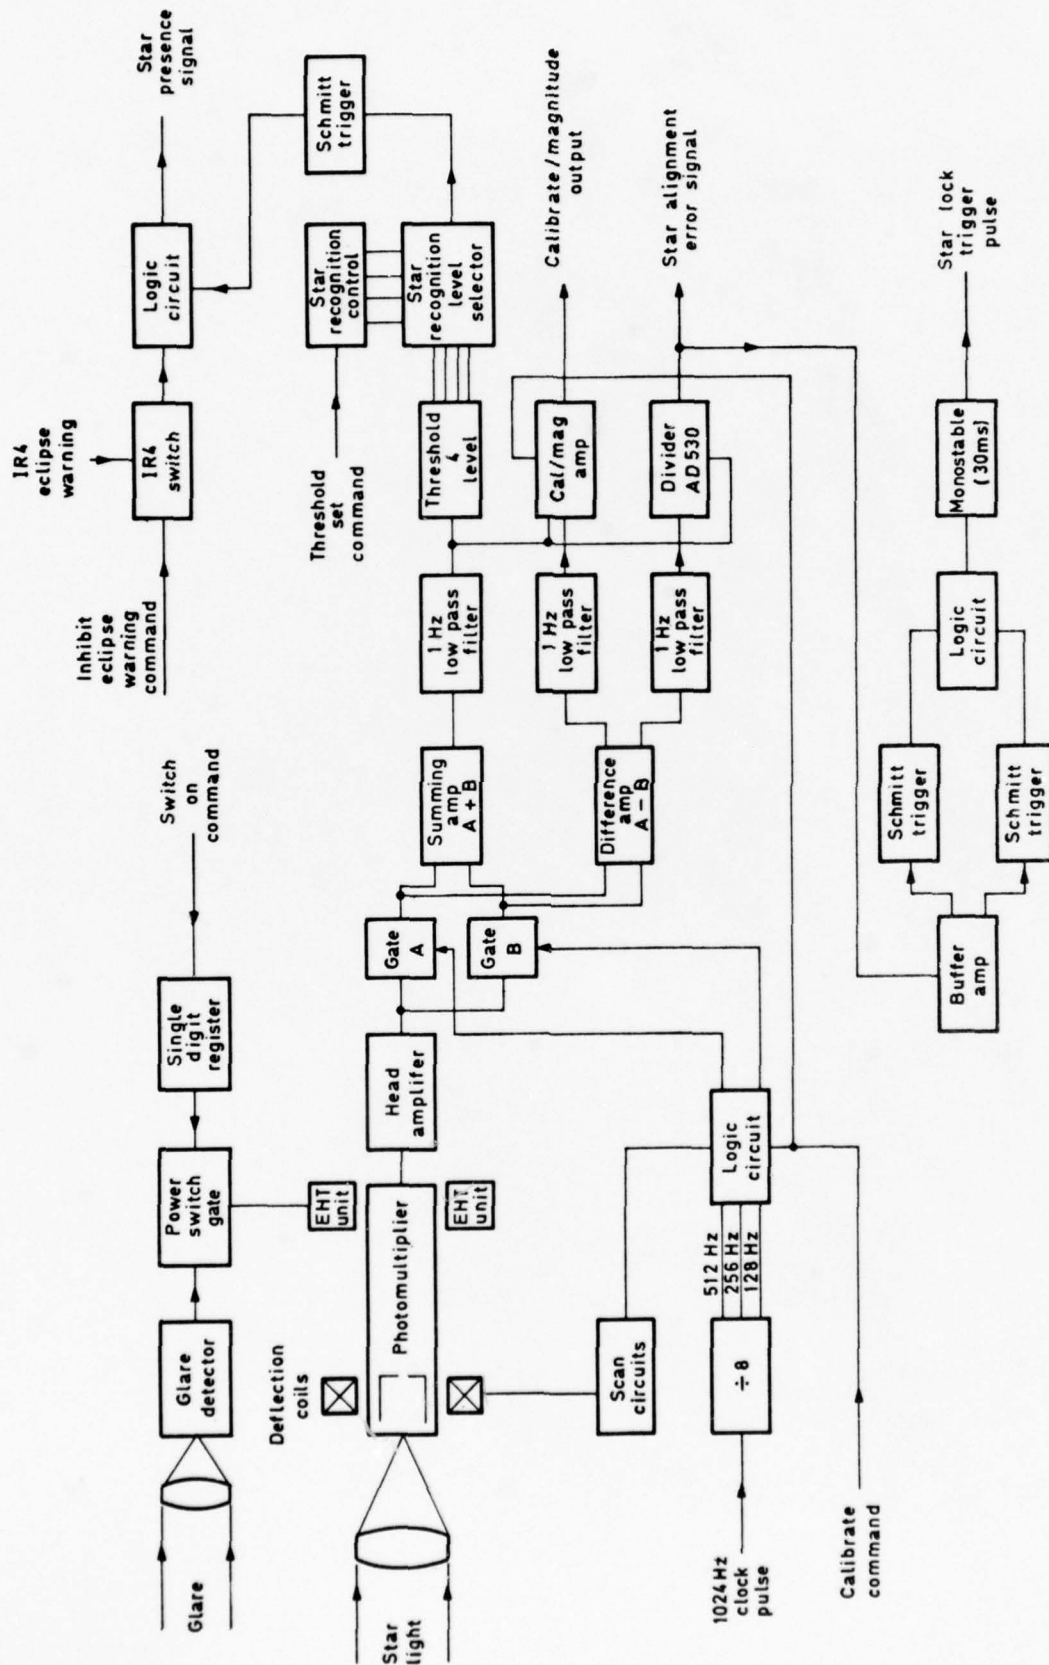 Glare
Glare
detector
Power
switch
gate
Single
digit
register
Switch
on
command
Inhibit
eclipse
warning
command
IR4
eclipse
warning
IR4
switch
Logic
circuit
Star
presence
signal
Schmitt
trigger
Star
recognition
control
Star
recognition
level
selector
Threshold
set
command
Threshold
4
level
Star
light
Deflection
coils
Photomultiplier
EHT
unit
EHT
unit
Head
amplifer
Gate
A
Gate
B
Summing
amp
A + B
Difference
amp
A - B
1 Hz
low pass
filter
1 Hz
low pass
filter
1 Hz
low pass
filter
Cal/mag
amp
Divider
AD530
Calibrate/magnitude
output
Star alignment
error signal
Scan
circuits
1024Hz
clock
pulse
÷8
512 Hz
256 Hz
128 Hz
Logic
circuit
Calibrate
command
Buffer
amp
Schmitt
trigger
Schmitt
trigger
Logic
circuit
Monostable
(30ms)
Star lock
trigger
pulse